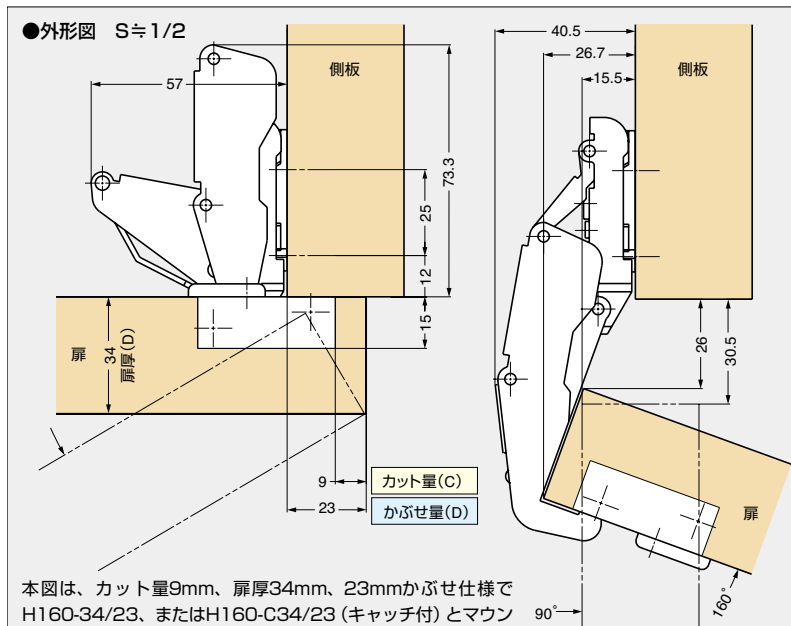 ●外形図 S≒1/2
57
側板
73.3
25
12
15
扉
34
扉厚(D)
9
カット量(C)
23
かぶせ量(D)
40.5
26.7
15.5
側板
26
30.5
扉
90°
160°
本図は、カット量9mm、扉厚34mm、23mmかぶせ仕様で
H160-34/23、またはH160-C34/23（キャッチ付）とマウン